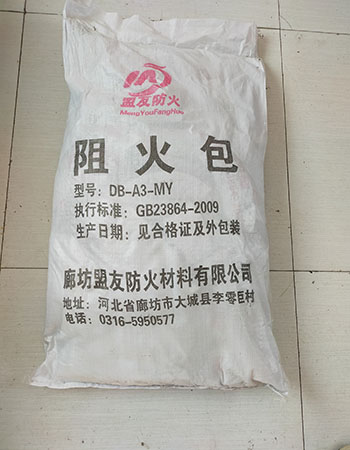 盟友防火
MengYouFangHuo
阻火包
型号：DB-A3-MY
执行标准：GB23864-2009
生产日期：见合格证及外包装
廊坊盟友防火材料有限公司
地址：河北省廊坊市大城县李零巨村
电话：0316-5950577